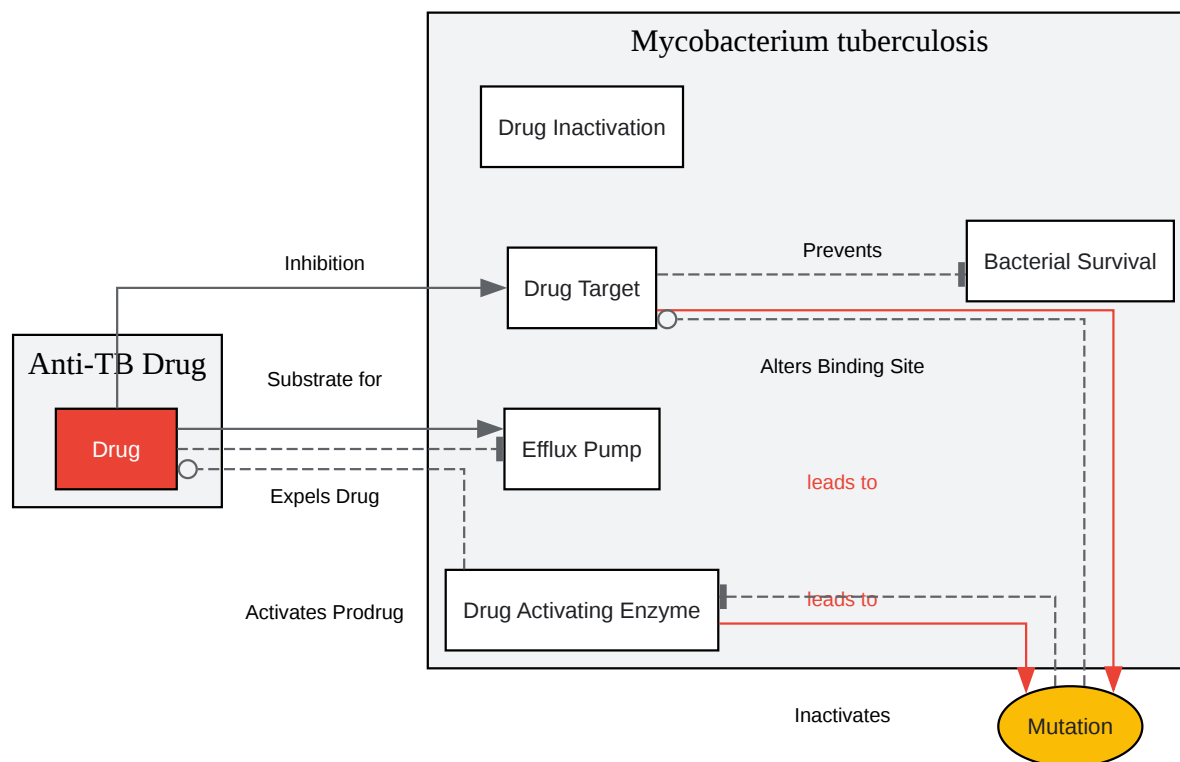 Mycobacterium tuberculosis
Drug Inactivation
Inhibition
Prevents
Bacterial Survival
Drug Target
Anti-TB Drug
Substrate for
Alters Binding Site
Drug
Efflux Pump
Expels Drug
leads to
Activates Prodrug
Drug Activating Enzyme
leads to
Inactivates
Mutation